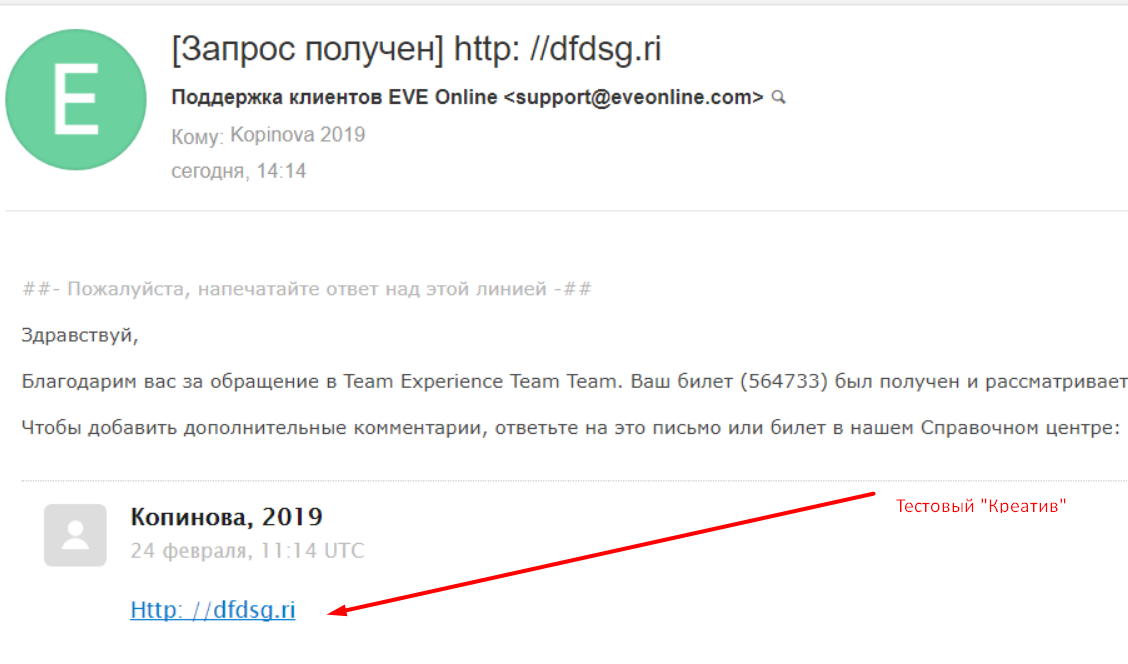 E
[Запрос получен] http: //dfdsg.ri
Поддержка клиентов EVE Online <support@eveonline.com>
Кому: Kopinova 2019
сегодня, 14:14
##- Пожалуйста, напечатайте ответ над этой линией -##
Здравствуй,
Благодарим вас за обращение в Team Experience Team Team. Ваш билет (564733) был получен и рассматривает
Чтобы добавить дополнительные комментарии, ответьте на это письмо или билет в нашем Справочном центре:
Тестовый "Креатив"
Копинова, 2019
24 февраля, 11:14 UTC
Http: //dfdsg.ri